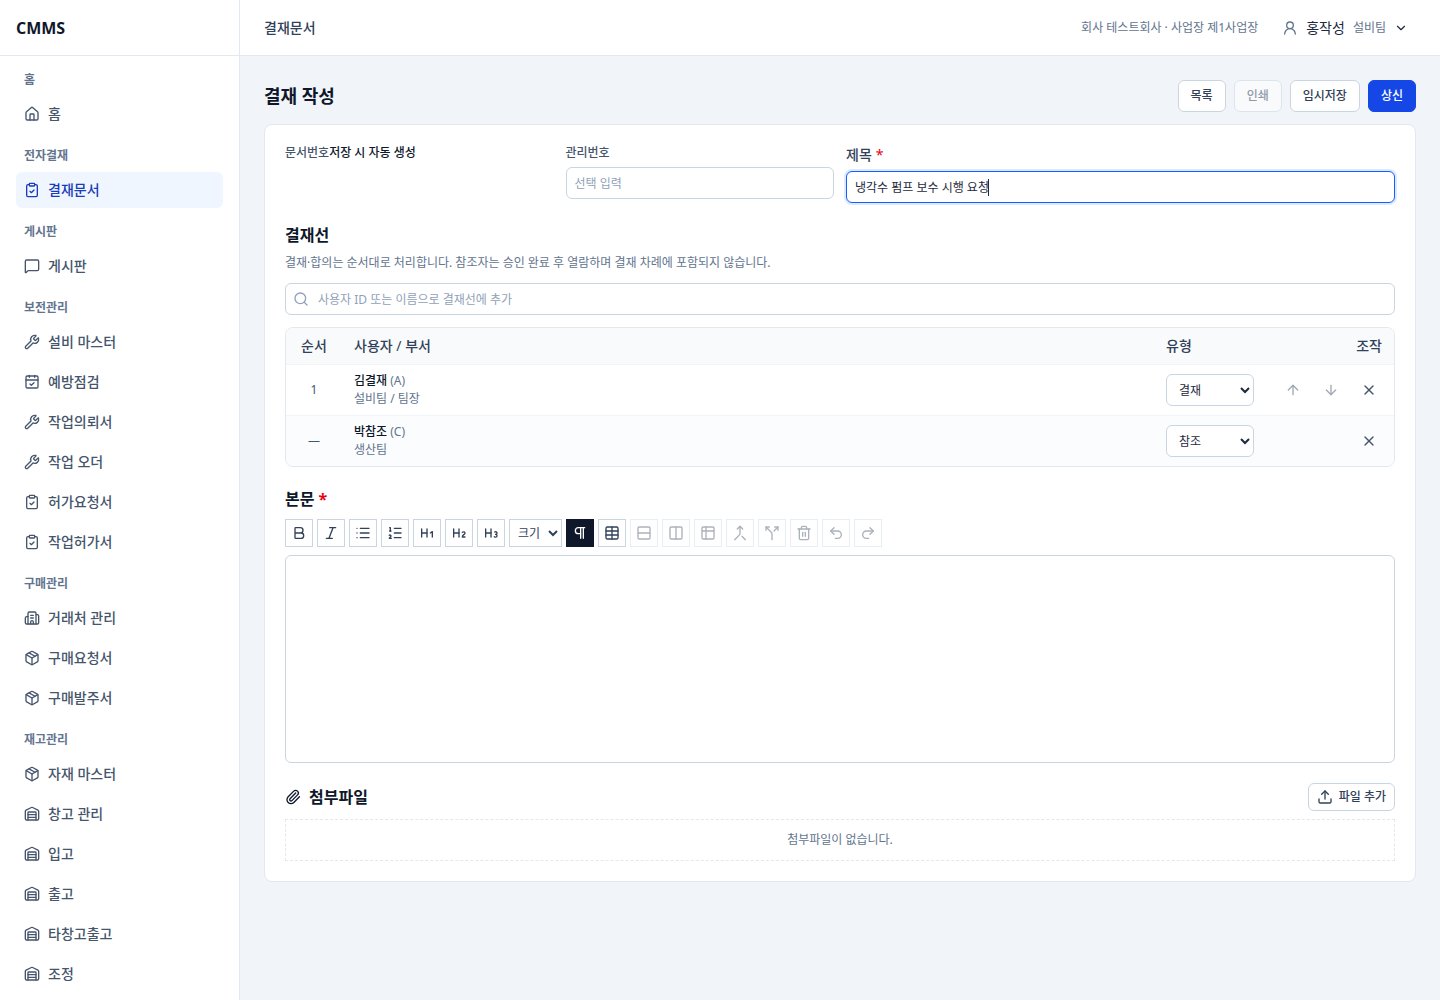 CMMS
결재문서
회사 테스트회사 · 사업장 제1사업장
홍작성 설비팀
홈
홈
전자결재
결재문서
게시판
게시판
보전관리
설비 마스터
예방점검
작업의뢰서
작업 오더
허가요청서
작업허가서
구매관리
거래처 관리
구매요청서
구매발주서
재고관리
자재 마스터
창고 관리
입고
출고
타창고출고
조정
결재 작성
목록
인쇄
임시저장
상신
문서번호저장 시 자동 생성
관리번호
선택 입력
제목 *
냉각수 펌프 보수 시행 요청
결재선
결재·합의는 순서대로 처리합니다. 참조자는 승인 완료 후 열람하며 결재 차례에 포함되지 않습니다.
사용자 ID 또는 이름으로 결재선에 추가
순서 사용자 / 부서 유형 조작
1 김결재 (A) 결재
설비팀 / 팀장
— 박참조 (C) 참조
생산팀
본문 *
B I H1 H2 H3 크기
첨부파일
파일 추가
첨부파일이 없습니다.